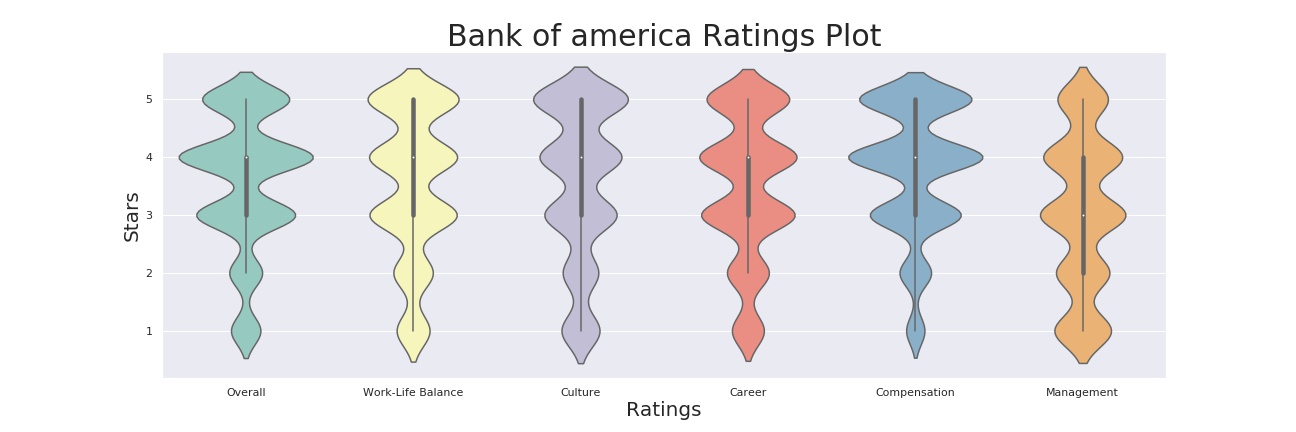 Bank of america Ratings Plot
Stars
5
4
3
2
1
Overall Work-Life Balance Culture Career Compensation Management
Ratings